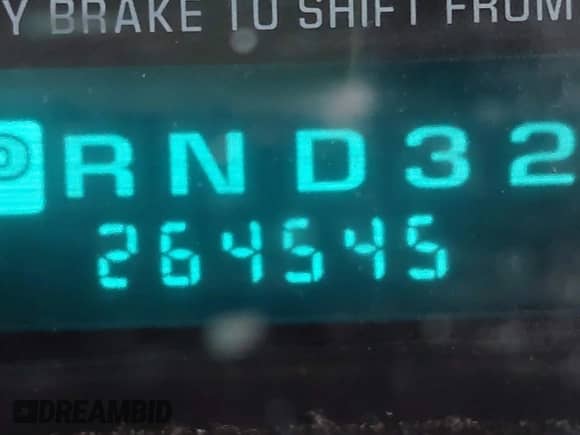 Y BRAKE TO SHIFT FROM
P R N D 3 2
264545
DREAMBID